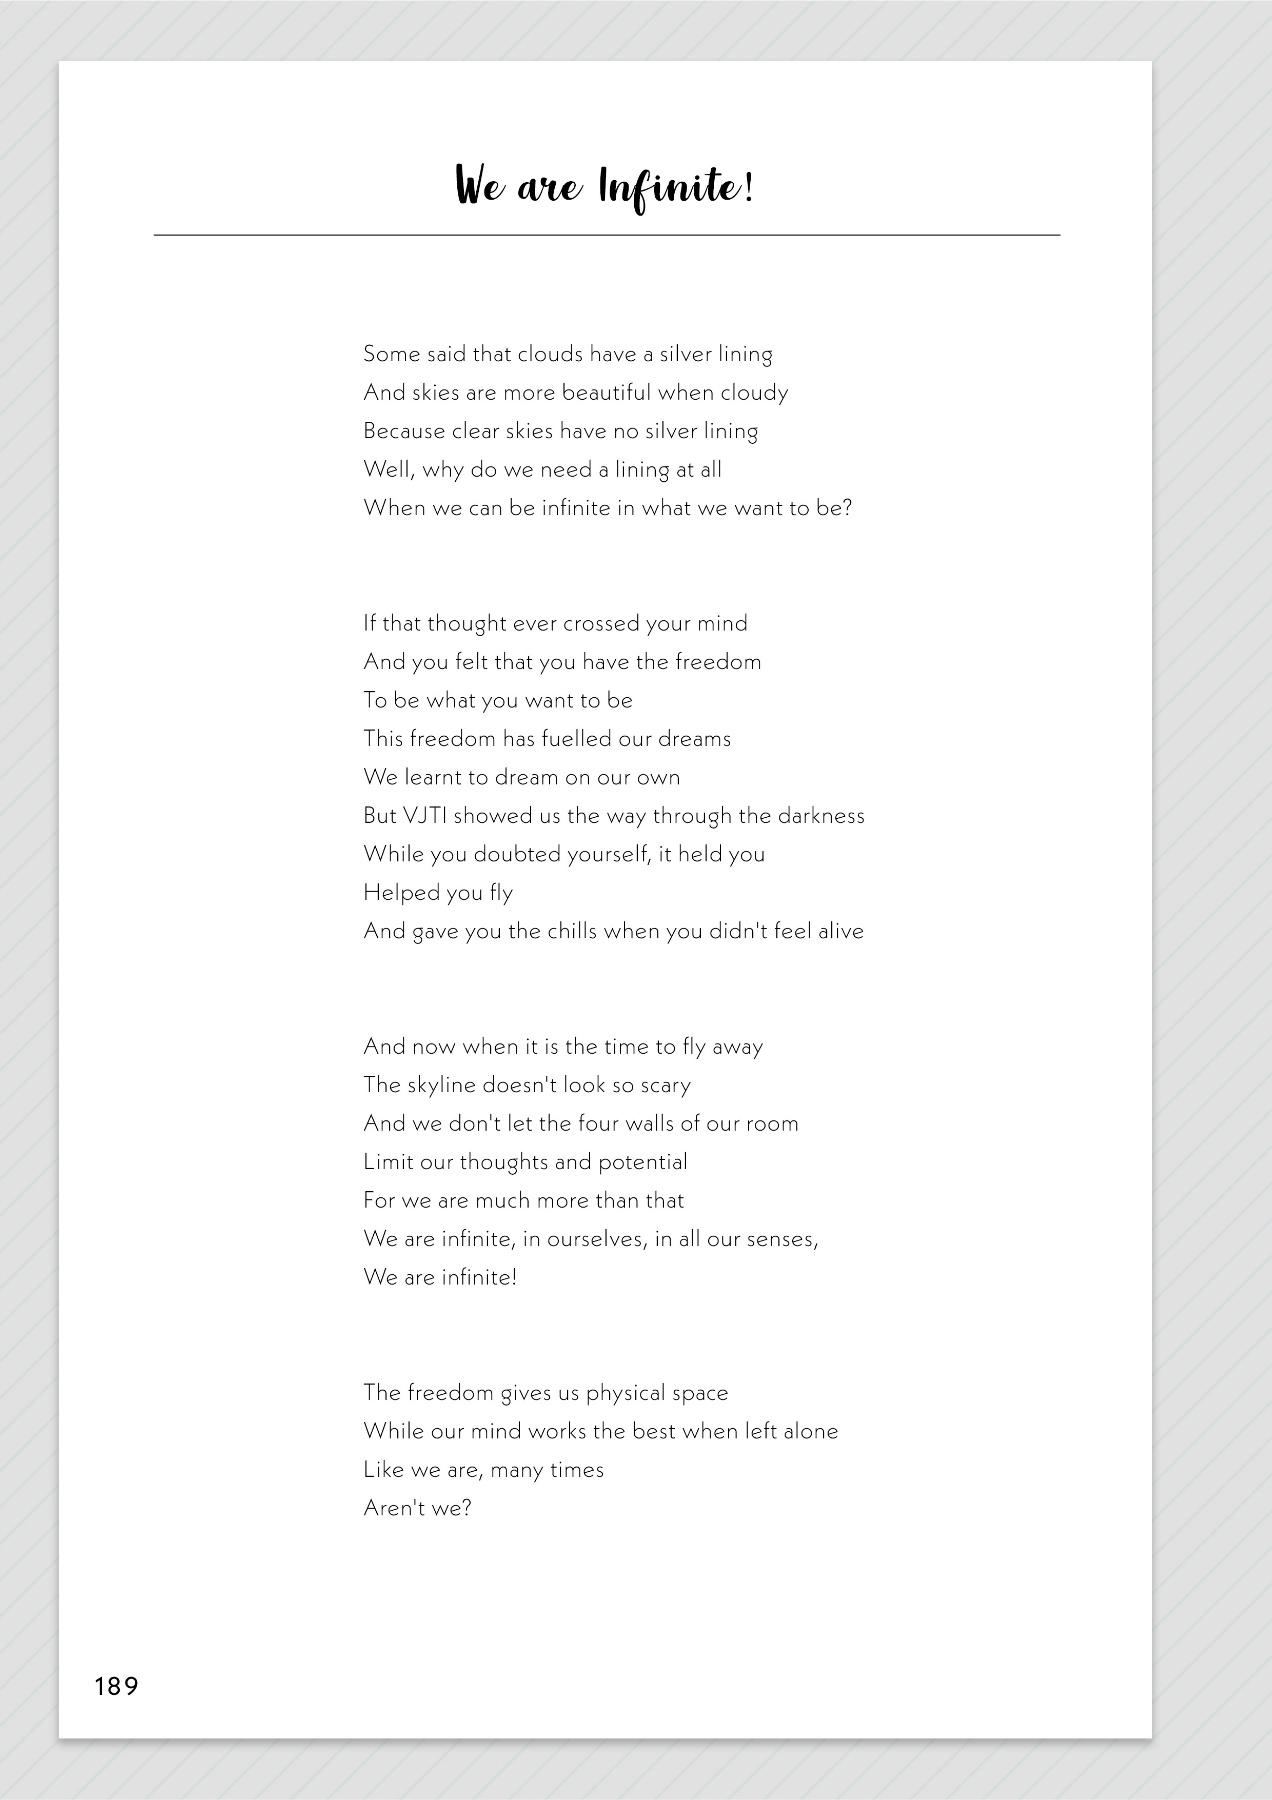 We are Infinite!
Some said that clouds have a silver lining
And skies are more beautiful when cloudy
Because clear skies have no silver lining
Well, why do we need a lining at all
When we can be infinite in what we want to be?
If that thought ever crossed your mind
And you felt that you have the freedom
To be what you want to be
This freedom has fuelled our dreams
We learnt to dream on our own
But VJTI showed us the way through the darkness
While you doubted yourself, it held you
Helped you fly
And gave you the chills when you didn't feel alive
And now when it is the time to fly away
The skyline doesn't look so scary
And we don't let the four walls of our room
Limit our thoughts and potential
For we are much more than that
We are infinite, in ourselves, in all our senses,
We are infinite!
The freedom gives us physical space
While our mind works the best when left alone
Like we are, many times
Aren't we?
189